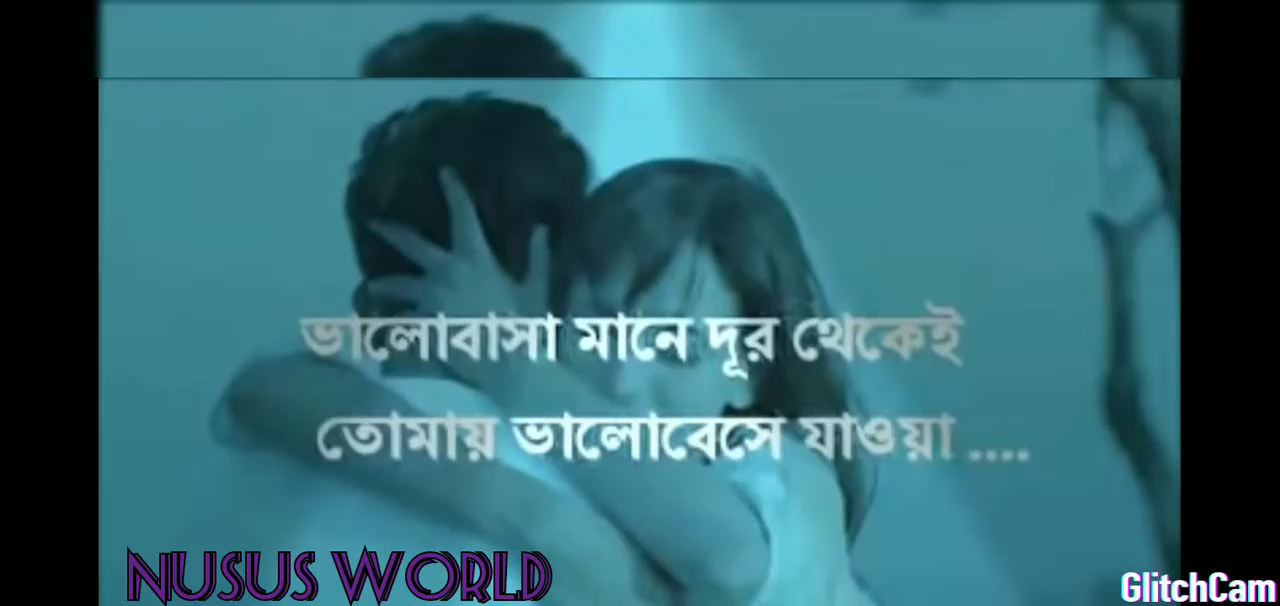 ভালোবাসা মানে দূর থেকেই
তোমায় ভালোবেসে যাওয়া ....
NUSUS WORLD
GlitchCam